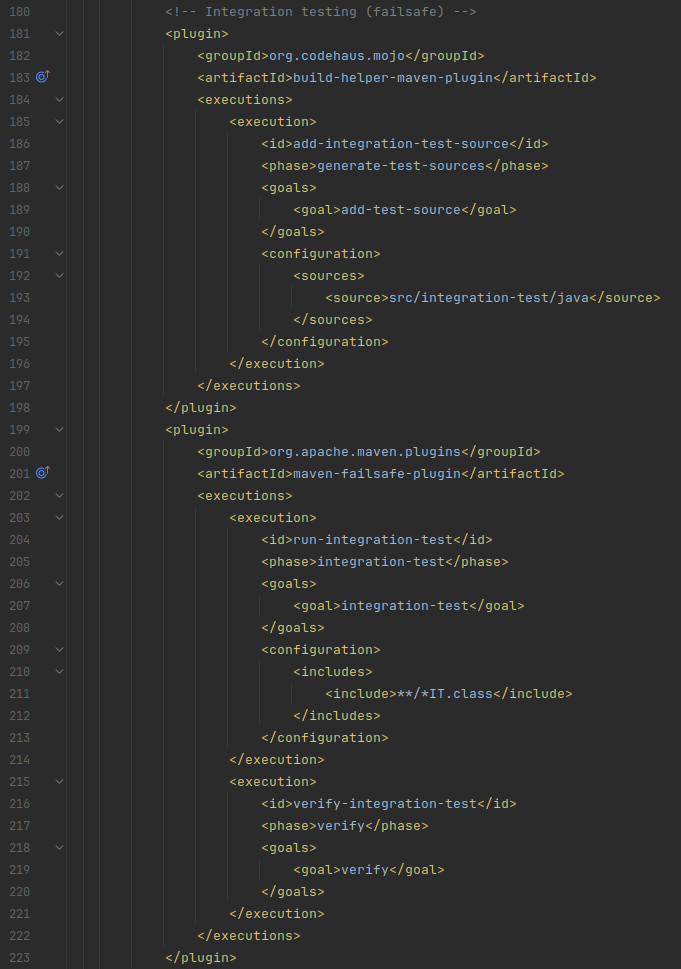 180 <!-- Integration testing (failsafe) -->
181 <plugin>
182 <groupId>org.codehaus.mojo</groupId>
183 <artifactId>build-helper-maven-plugin</artifactId>
184 <executions>
185 <execution>
186 <id>add-integration-test-source</id>
187 <phase>generate-test-sources</phase>
188 <goals>
189 <goal>add-test-source</goal>
190 </goals>
191 <configuration>
192 <sources>
193 <source>src/integration-test/java</source>
194 </sources>
195 </configuration>
196 </execution>
197 </executions>
198 </plugin>
199 <plugin>
200 <groupId>org.apache.maven.plugins</groupId>
201 <artifactId>maven-failsafe-plugin</artifactId>
202 <executions>
203 <execution>
204 <id>run-integration-test</id>
205 <phase>integration-test</phase>
206 <goals>
207 <goal>integration-test</goal>
208 </goals>
209 <configuration>
210 <includes>
211 <include>**/*IT.class</include>
212 </includes>
213 </configuration>
214 </execution>
215 <execution>
216 <id>verify-integration-test</id>
217 <phase>verify</phase>
218 <goals>
219 <goal>verify</goal>
220 </goals>
221 </execution>
222 </executions>
223 </plugin>